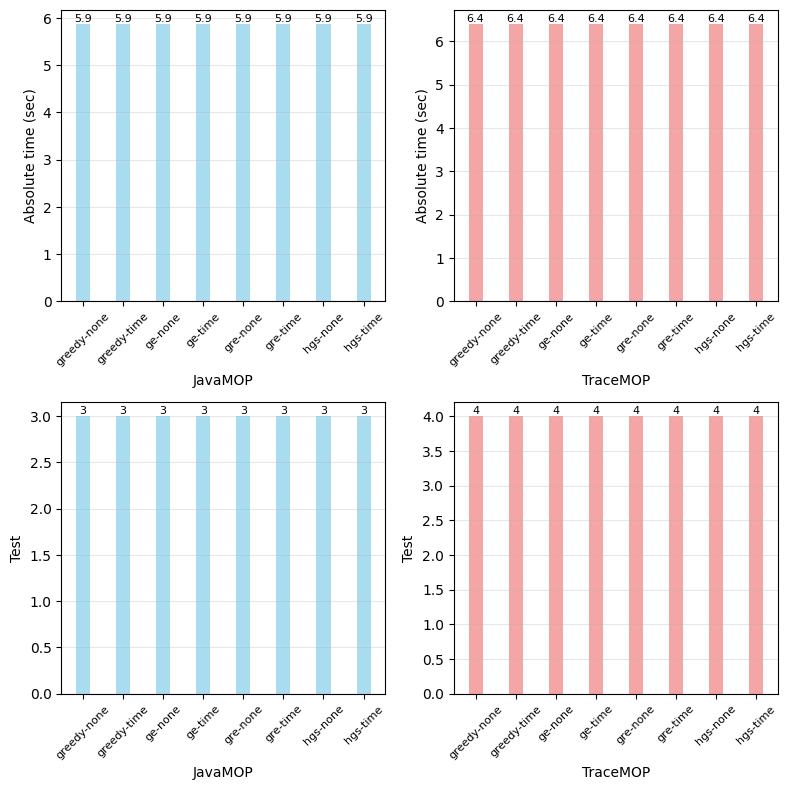 6
5
4
3
2
1
0
Absolute time (sec)
5.9 5.9 5.9 5.9 5.9 5.9 5.9 5.9
greedy-none greedy-time ge-none ge-time gre-none gre-time hgs-none hgs-time
JavaMOP
6
5
4
3
2
1
0
Absolute time (sec)
6.4 6.4 6.4 6.4 6.4 6.4 6.4 6.4
greedy-none greedy-time ge-none ge-time gre-none gre-time hgs-none hgs-time
TraceMOP
3.0
2.5
2.0
1.5
1.0
0.5
0.0
Test
3 3 3 3 3 3 3 3
greedy-none greedy-time ge-none ge-time gre-none gre-time hgs-none hgs-time
JavaMOP
4.0
3.5
3.0
2.5
2.0
1.5
1.0
0.5
0.0
Test
4 4 4 4 4 4 4 4
greedy-none greedy-time ge-none ge-time gre-none gre-time hgs-none hgs-time
TraceMOP